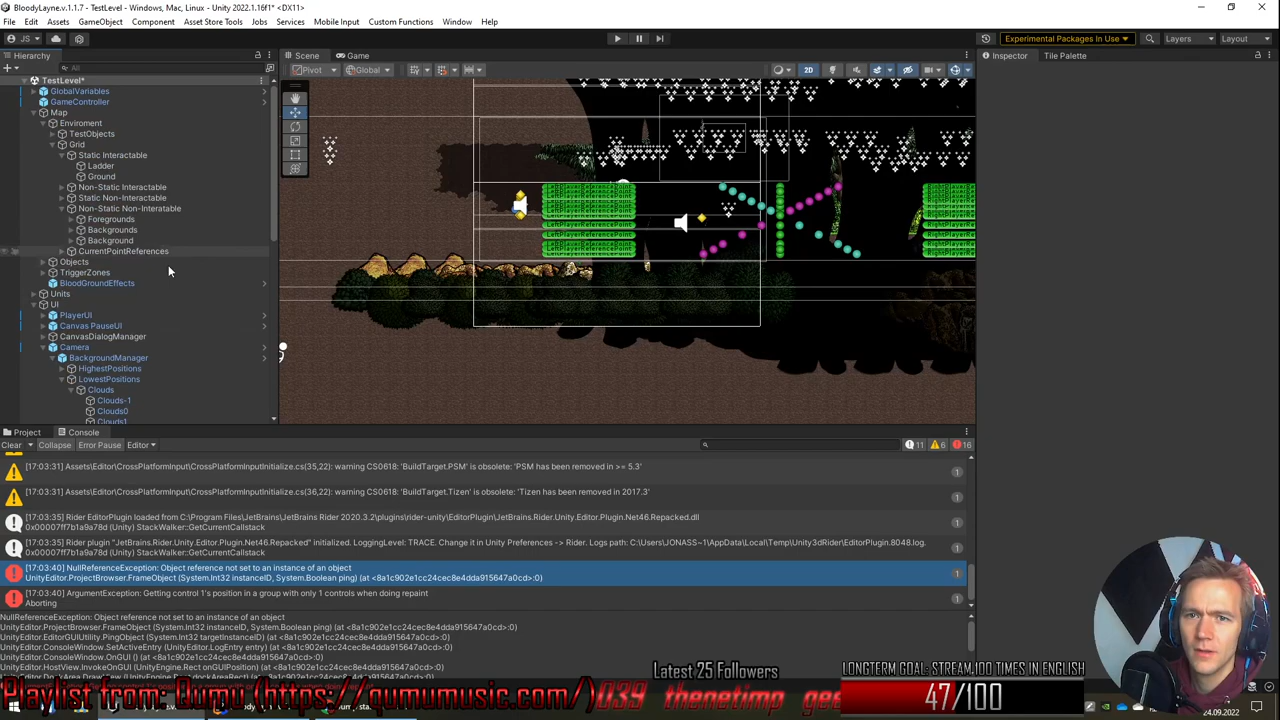 BloodyLayne.v.1.1.7 - TestLevel - Windows, Mac, Linux - Unity 2022.1.16f1* <DX11>
File Edit Assets GameObject Component Asset Store Tools Jobs Services Mobile Input Custom Functions Window Help
JS
Experimental Packages In Use Layers Layout
Hierarchy
Scene Game
Inspector Tile Palette
All
Pivot Global
2D
TestLevel*
GlobalVariables
GameController
Map
Enviroment
TestObjects
Grid
Static Interactable
Ladder
Ground
Non-Static Interactable
Static Non-Interactable
Non-Static Non-Interatable
Foregrounds
Backgrounds
Background
CurrentPointReferences
Objects
TriggerZones
BloodGroundEffects
Units
UI
PlayerUI
Canvas PauseUI
CanvasDialogManager
Camera
BackgroundManager
HighestPositions
LowestPositions
Clouds
Clouds-1
Clouds0
Clouds1
LeftPlayerReferencePoint
LeftPlayerReferencePoint
LeftPlayerReferencePoint
Project Console
Clear Collapse Error Pause Editor
11 6 16
[17:03:31] Assets\Editor\CrossPlatformInput\CrossPlatformInputInitialize.cs(35,22): warning CS0618: 'BuildTarget.PSM' is obsolete: 'PSM has been removed in >= 5.3'
1
[17:03:31] Assets\Editor\CrossPlatformInput\CrossPlatformInputInitialize.cs(36,22): warning CS0618: 'BuildTarget.Tizen' is obsolete: 'Tizen has been removed in 2017.3'
1
[17:03:35] Rider EditorPlugin loaded from C:\Program Files\JetBrains\JetBrains Rider 2020.3.2\plugins\rider-unity\EditorPlugin\JetBrains.Rider.Unity.Editor.Plugin.Net46.Repacked.dll
0x00007ff7b1a9a78d (Unity) StackWalker::GetCurrentCallstack
1
[17:03:35] Rider plugin "JetBrains.Rider.Unity.Editor.Plugin.Net46.Repacked" initialized. LoggingLevel: TRACE. Change it in Unity Preferences -> Rider. Logs path: C:\Users\JONASS~1\AppData\Local\Temp\Unity3dRider\EditorPlugin.8048.log.
0x00007ff7b1a9a78d (Unity) StackWalker::GetCurrentCallstack
1
[17:03:40] NullReferenceException: Object reference not set to an instance of an object
UnityEditor.ProjectBrowser.FrameObject (System.Int32 instanceID, System.Boolean ping) (at <8a1c902e1cc24cec8e4dda915647a0cd>:0)
1
[17:03:40] ArgumentException: Getting control 1's position in a group with only 1 controls when doing repaint
Aborting
1
NullReferenceException: Object reference not set to an instance of an object
UnityEditor.ProjectBrowser.FrameObject (System.Int32 instanceID, System.Boolean ping) (at <8a1c902e1cc24cec8e4dda915647a0cd>:0)
UnityEditor.EditorGUIUtility.PingObject (System.Int32 targetInstanceID) (at <8a1c902e1cc24cec8e4dda915647a0cd>:0)
UnityEditor.ConsoleWindow.SetActiveEntry (UnityEditor.LogEntry entry) (at <8a1c902e1cc24cec8e4dda915647a0cd>:0)
UnityEditor.ConsoleWindow.OnGUI () (at <8a1c902e1cc24cec8e4dda915647a0cd>:0)
UnityEditor.HostView.InvokeOnGUI (UnityEngine.Rect onGUIPosition) (at <8a1c902e1cc24cec8e4dda915647a0cd>:0)
Latest 25 Followers
LONGTERM GOAL: STREAM 100 TIMES IN ENGLISH
Playlist from: Qumu (https://qumumusic.com/)
039 thenetimp gee
47/100
24.09.2022